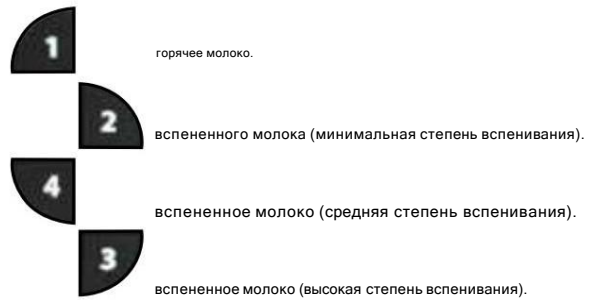 1 горячее молоко.
2 вспененного молока (минимальная степень вспенивания).
4 вспененное молоко (средняя степень вспенивания).
3 вспененное молоко (высокая степень вспенивания).